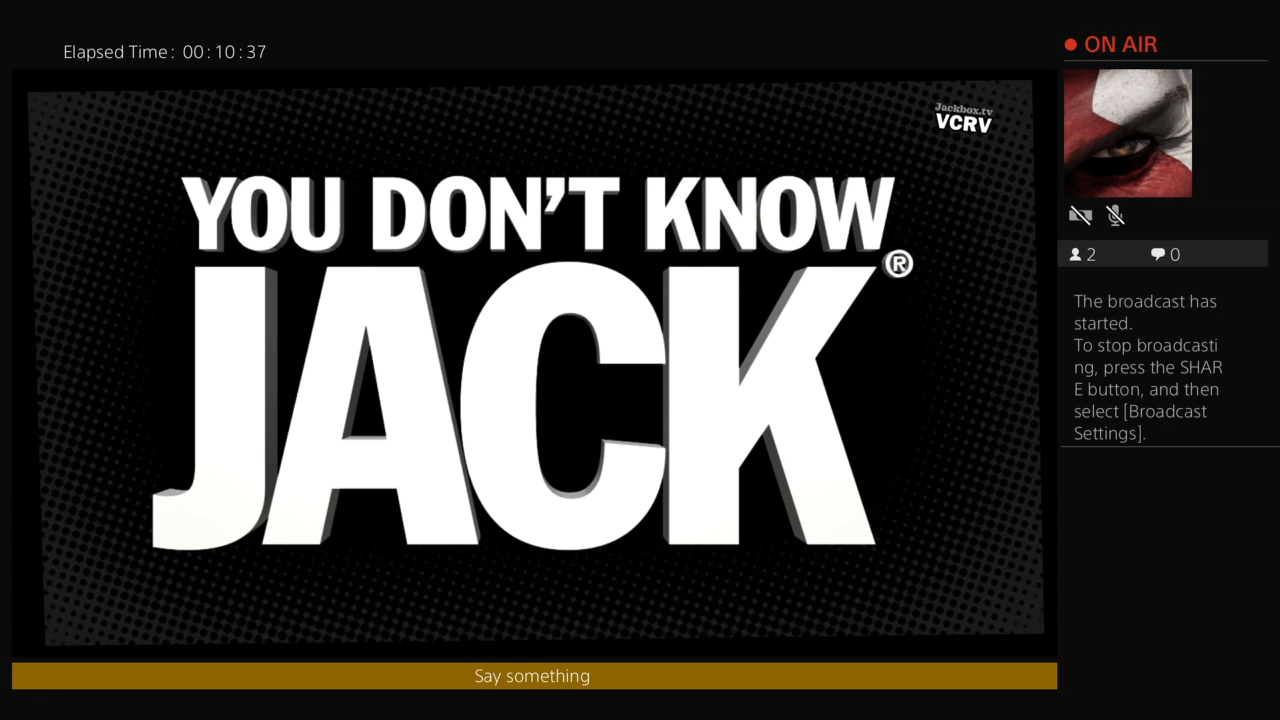 Elapsed Time: 00:10:37
ON AIR
Jackbox.tv
VCRV
YOU DON'T KNOW
JACK®
2
0
The broadcast has
started.
To stop broadcasti
ng, press the SHAR
E button, and then
select [Broadcast
Settings].
Say something